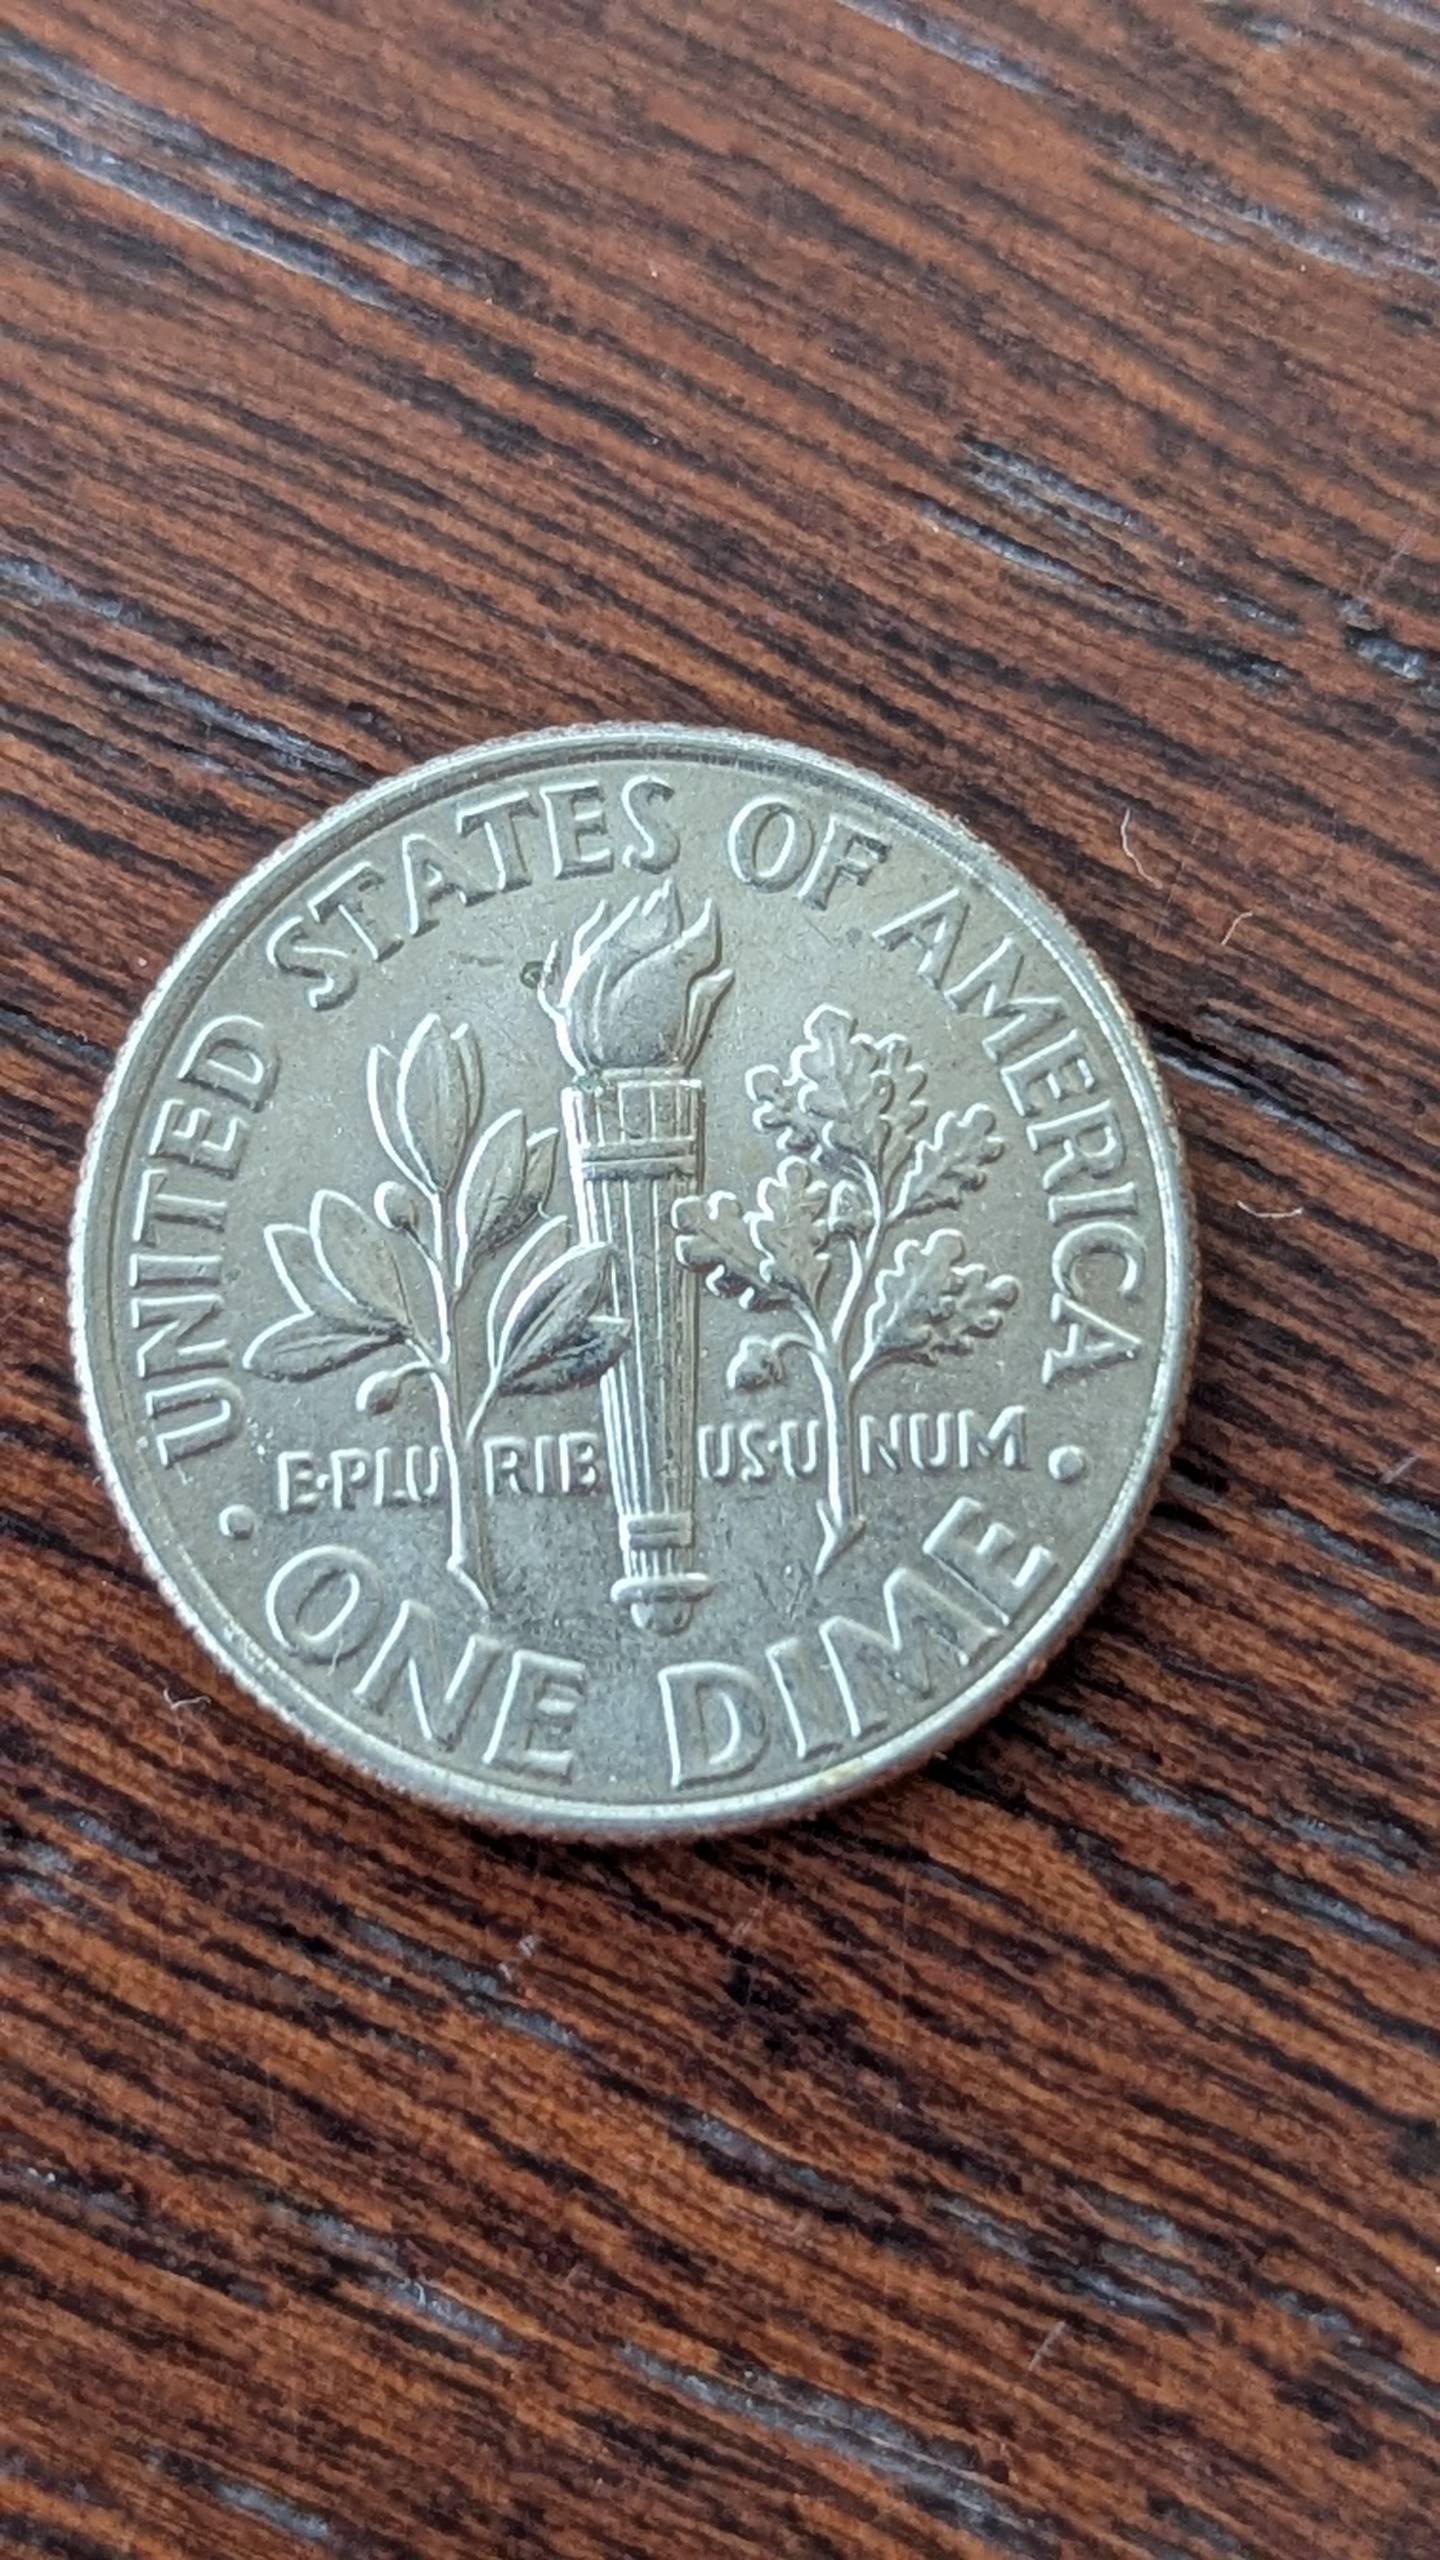 UNITED STATES OF AMERICA
E·PLURIBUS·UNUM
• ONE DIME •